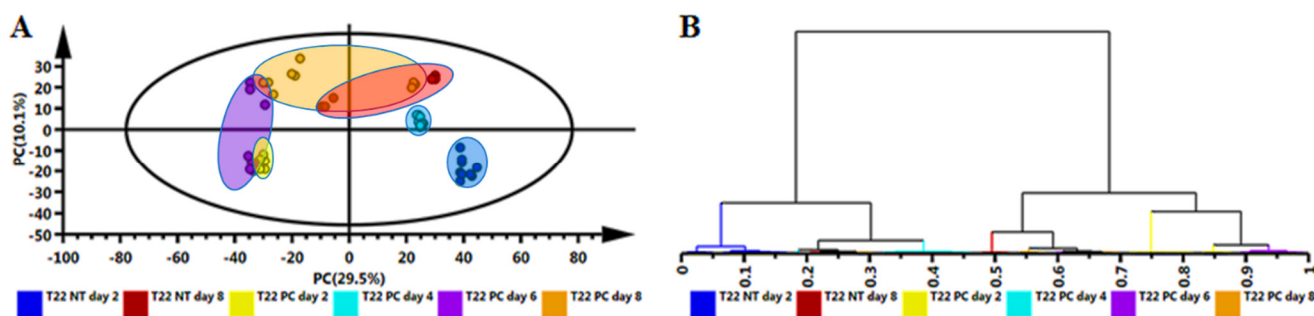 A
30
20
10
0
-10
-20
-30
-40
-50
PC(10.1%)
-100 -80 -60 -40 -20 0 20 40 60 80
PC(29.5%)
T22 NT day 2 T22 NT day 8 T22 PC day 2 T22 PC day 4 T22 PC day 6 T22 PC day 8
B
0 0.1 0.2 0.3 0.4 0.5 0.6 0.7 0.8 0.9 1
T22 NT day 2 T22 NT day 8 T22 PC day 2 T22 PC day 4 T22 PC day 6 T22 PC day 8